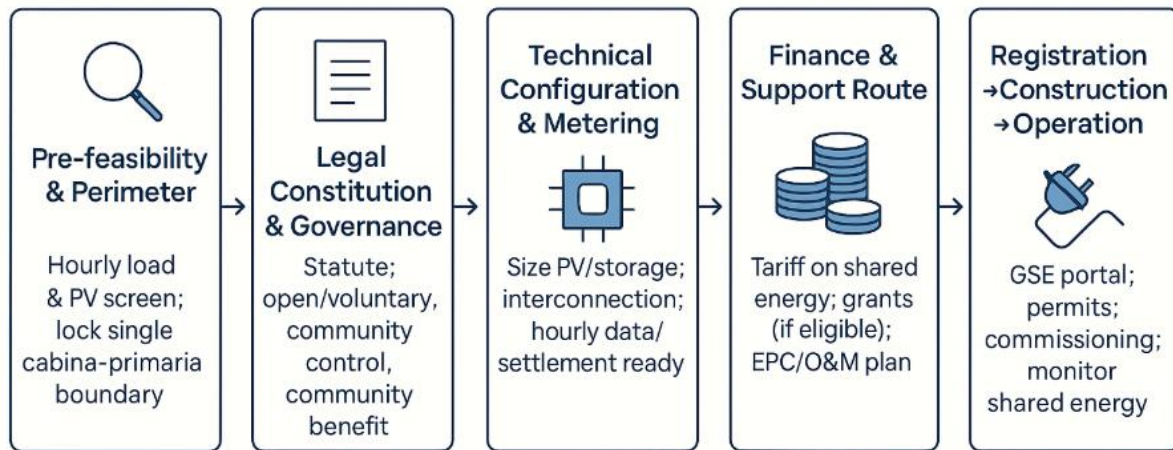 Pre-feasibility
& Perimeter
Hourly load
& PV screen;
lock single
cabina-primaria
boundary
Legal
Constitution
& Governance
Statute;
open/voluntary,
community
control,
community
benefit
Technical
Configuration
& Metering
Size PV/storage;
interconnection;
hourly data/
settlement ready
Finance &
Support Route
Tariff on shared
energy; grants
(if eligible);
EPC/O&M plan
Registration
→Construction
→Operation
GSE portal;
permits;
commissioning;
monitor
shared energy